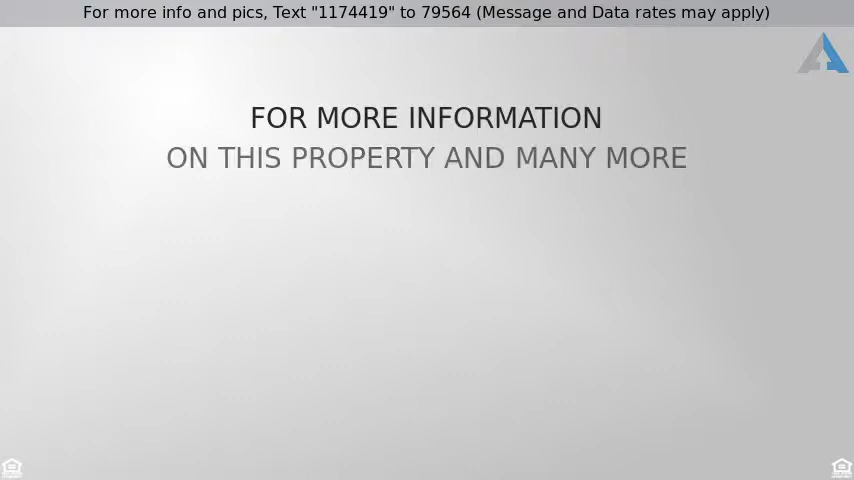 For more info and pics, Text "1174419" to 79564 (Message and Data rates may apply)
FOR MORE INFORMATION
ON THIS PROPERTY AND MANY MORE